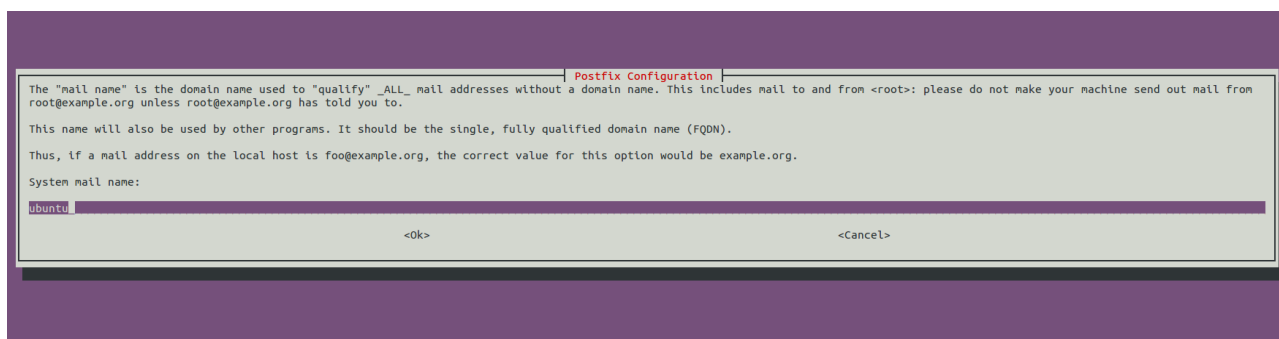 Postfix Configuration
The "mail name" is the domain name used to "qualify" _ALL_ mail addresses without a domain name. This includes mail to and from <root>: please do not make your machine send out mail from
root@example.org unless root@example.org has told you to.
This name will also be used by other programs. It should be the single, fully qualified domain name (FQDN).
Thus, if a mail address on the local host is foo@example.org, the correct value for this option would be example.org.
System mail name:
ubuntu
<Ok> <Cancel>